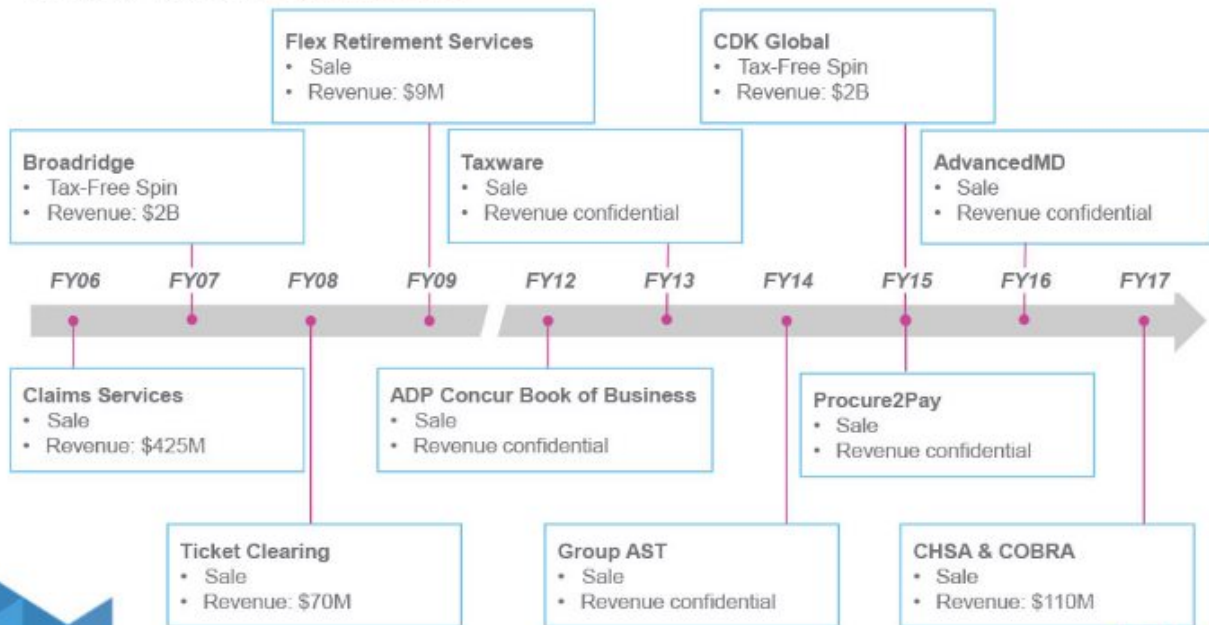 Flex Retirement Services
• Sale
• Revenue: $9M
CDK Global
• Tax-Free Spin
• Revenue: $2B
Broadridge
• Tax-Free Spin
• Revenue: $2B
Taxware
• Sale
• Revenue confidential
AdvancedMD
• Sale
• Revenue confidential
FY06 FY07 FY08 FY09 FY12 FY13 FY14 FY15 FY16 FY17
Claims Services
• Sale
• Revenue: $425M
ADP Concur Book of Business
• Sale
• Revenue confidential
Procure2Pay
• Sale
• Revenue confidential
Ticket Clearing
• Sale
• Revenue: $70M
Group AST
• Sale
• Revenue confidential
CHSA & COBRA
• Sale
• Revenue: $110M